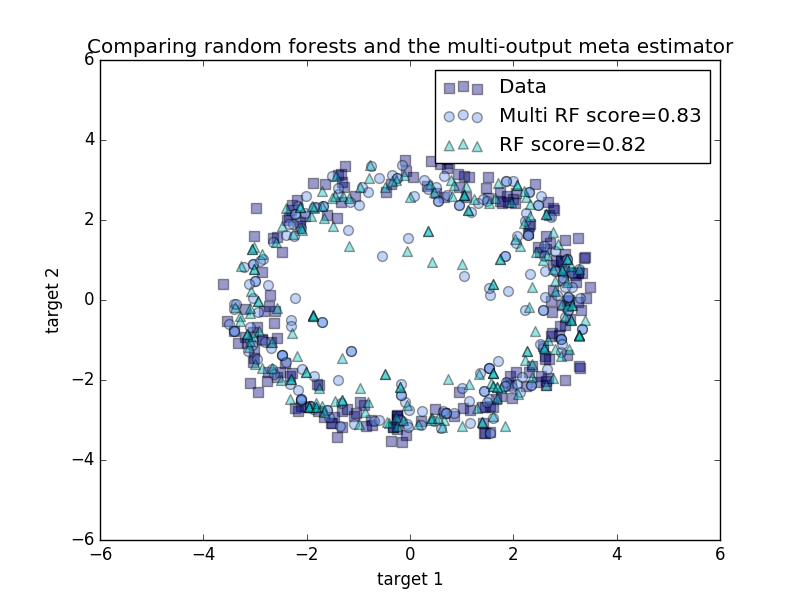 Comparing random forests and the multi-output meta estimator
Data
Multi RF score=0.83
RF score=0.82
6
4
2
0
−2
−4
−6
target 2
−6 −4 −2 0 2 4 6
target 1